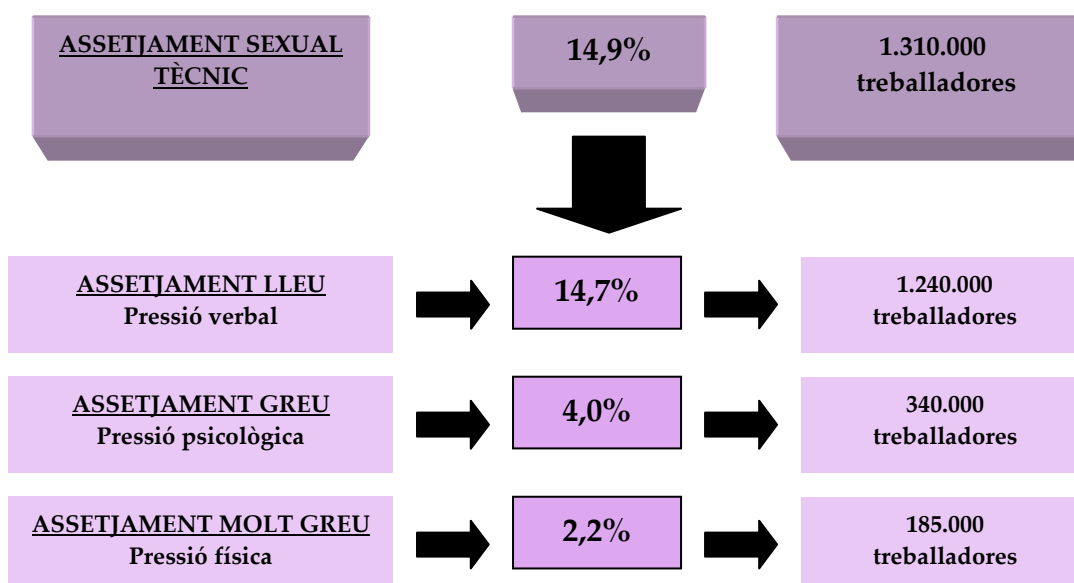 ASSETJAMENT SEXUAL
TÈCNIC
14,9%
1.310.000
treballadores
ASSETJAMENT LLEU
Pressió verbal
14,7%
1.240.000
treballadores
ASSETJAMENT GREU
Pressió psicològica
4,0%
340.000
treballadores
ASSETJAMENT MOLT GREU
Pressió física
2,2%
185.000
treballadores